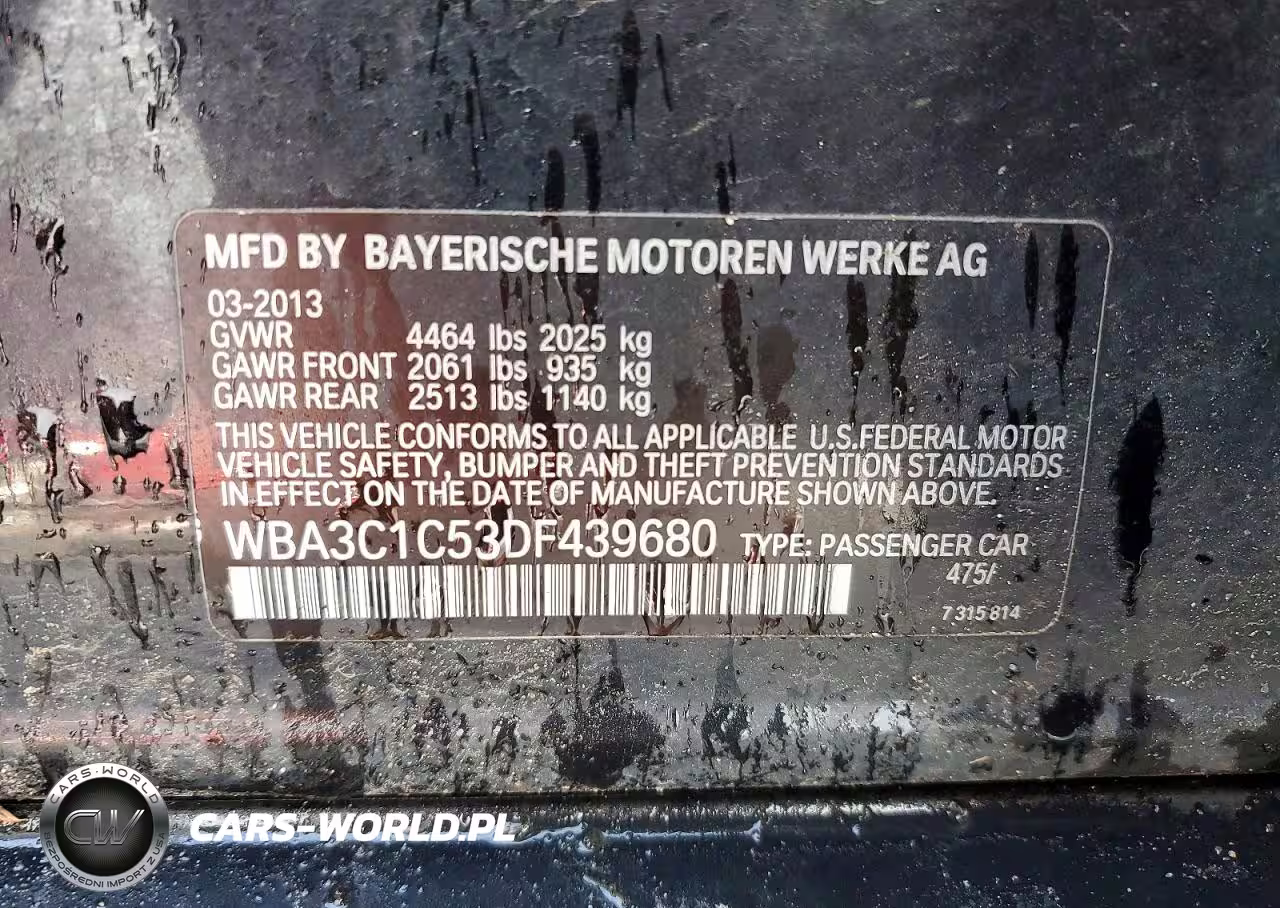 MFD BY BAYERISCHE MOTOREN WERKE AG
03-2013
GVWR 4464 lbs 2025 kg
GAWR FRONT 2061 lbs 935 kg
GAWR REAR 2513 lbs 1140 kg
THIS VEHICLE CONFORMS TO ALL APPLICABLE U.S.FEDERAL MOTOR
VEHICLE SAFETY, BUMPER AND THEFT PREVENTION STANDARDS
IN EFFECT ON THE DATE OF MANUFACTURE SHOWN ABOVE.
WBA3C1C53DF439680 TYPE: PASSENGER CAR
475/
7 315 814
CARS-WORLD
CW
BEZPOŚREDNI IMPORT Z USA
CARS-WORLD.PL